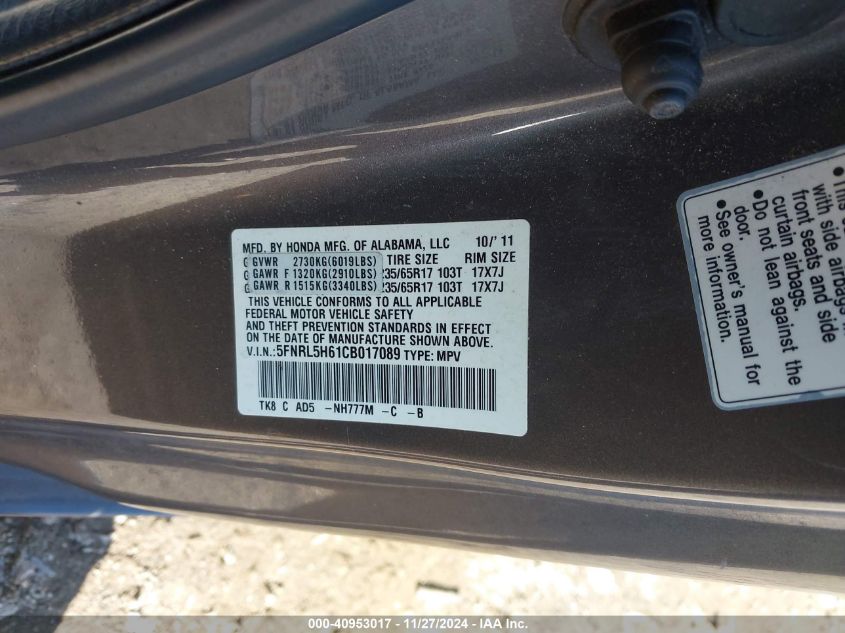 MFD. BY HONDA MFG. OF ALABAMA, LLC 10/'11
G GVWR 2730KG(6019LBS) TIRE SIZE RIM SIZE
G GAWR F 1320KG(2910LBS) 235/65R17 103T 17X7J
G GAWR R 1515KG(3340LBS) 235/65R17 103T 17X7J
THIS VEHICLE CONFORMS TO ALL APPLICABLE
FEDERAL MOTOR VEHICLE SAFETY
AND THEFT PREVENTION STANDARDS IN EFFECT
ON THE DATE OF MANUFACTURE SHOWN ABOVE.
V.I.N.:5FNRL5H61CB017089 TYPE: MPV
TK8 C AD5 -NH777M -C -B
•This
with side airbags
front seats and side
curtain airbags.
•Do not lean against the
door.
•See owner's manual for
more information.
000-40953017 - 11/27/2024 - IAA Inc.